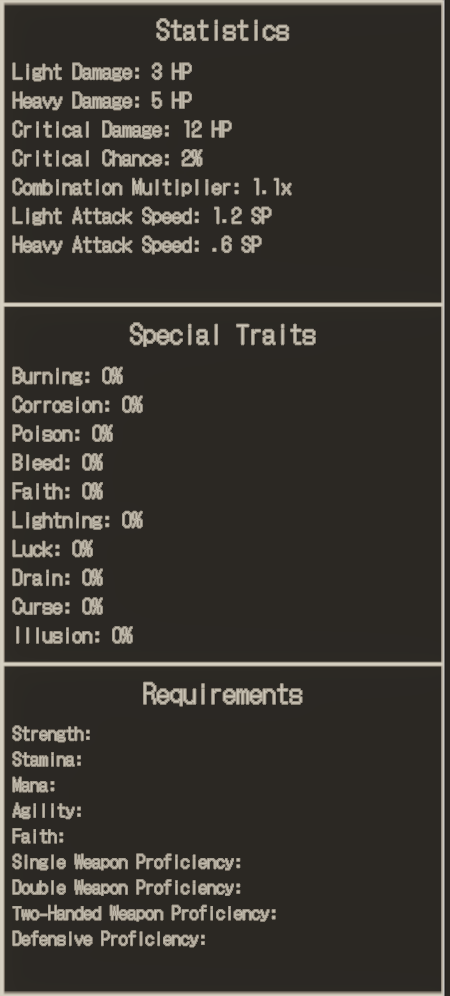 Statistics
Light Damage: 3 HP
Heavy Damage: 5 HP
Critical Damage: 12 HP
Critical Chance: 2%
Combination Multiplier: 1.1x
Light Attack Speed: 1.2 SP
Heavy Attack Speed: .6 SP
Special Traits
Burning: 0%
Corrosion: 0%
Poison: 0%
Bleed: 0%
Faith: 0%
Lightning: 0%
Luck: 0%
Drain: 0%
Curse: 0%
Illusion: 0%
Requirements
Strength:
Stamina:
Mana:
Agility:
Faith:
Single Weapon Proficiency:
Double Weapon Proficiency:
Two-Handed Weapon Proficiency:
Defensive Proficiency: